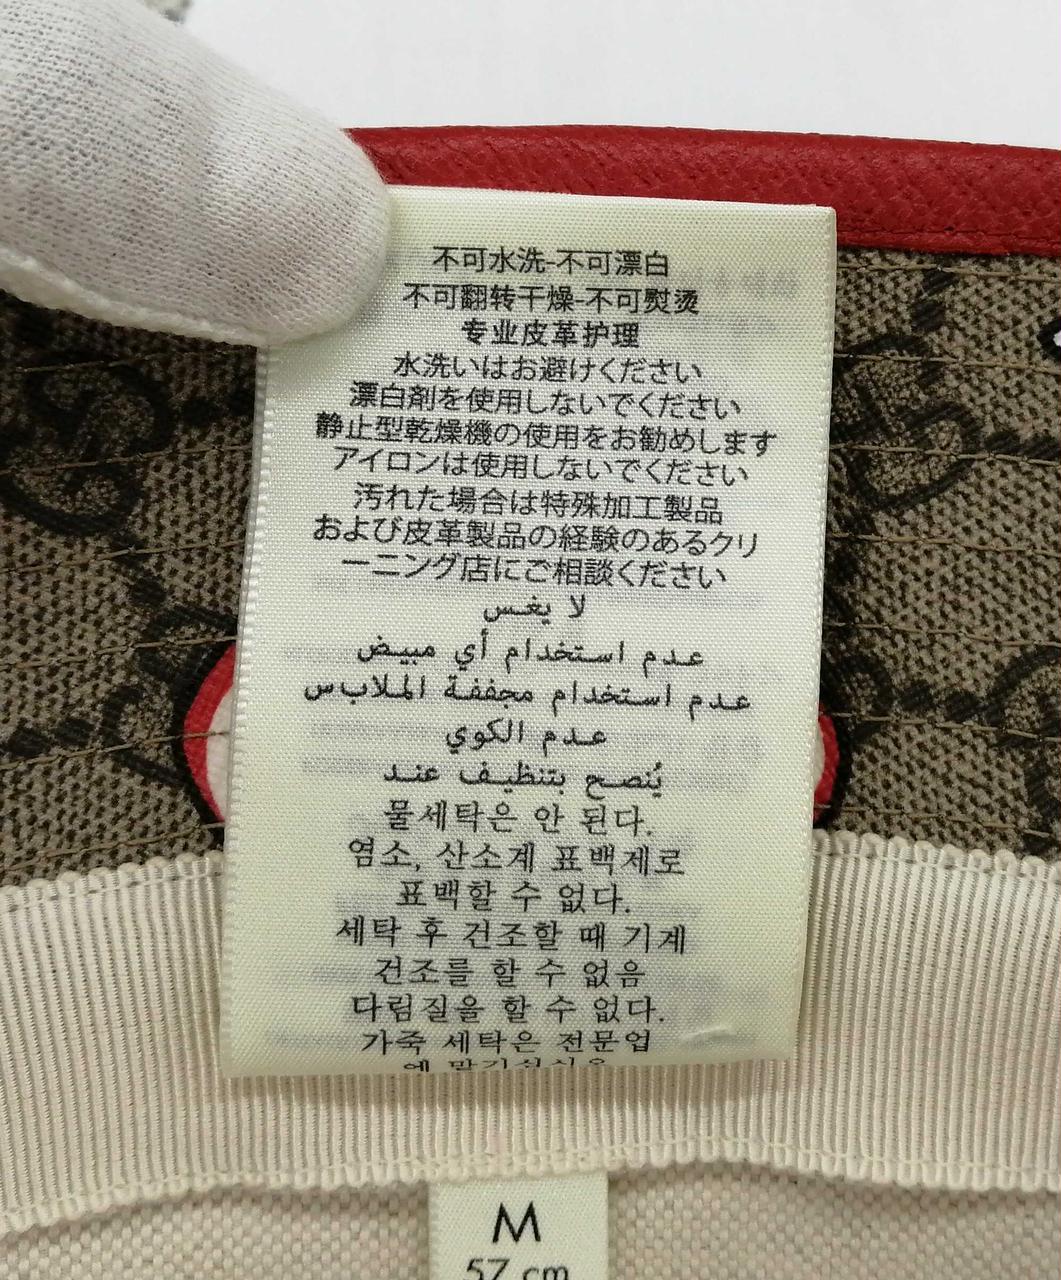 不可水洗-不可漂白
不可翻转干燥-不可熨烫
专业皮革护理
水洗いはお避けください
漂白剤を使用しないでください
静止型乾燥機の使用をお勧めします
アイロンは使用しないでください
汚れた場合は特殊加工製品
および皮革製品の経験のあるクリ
ーニング店にご相談ください
لا يغسل
عدم استخدام أي مبيض
عدم استخدام مجففة الملابس
عدم الكوي
يُنصح بتنظيف عند
물세탁은 안 된다.
염소, 산소계 표백제로
표백할 수 없다.
세탁 후 건조할 때 기계
건조를 할 수 없음
다림질을 할 수 없다.
가죽 세탁은 전문업
M
57 cm